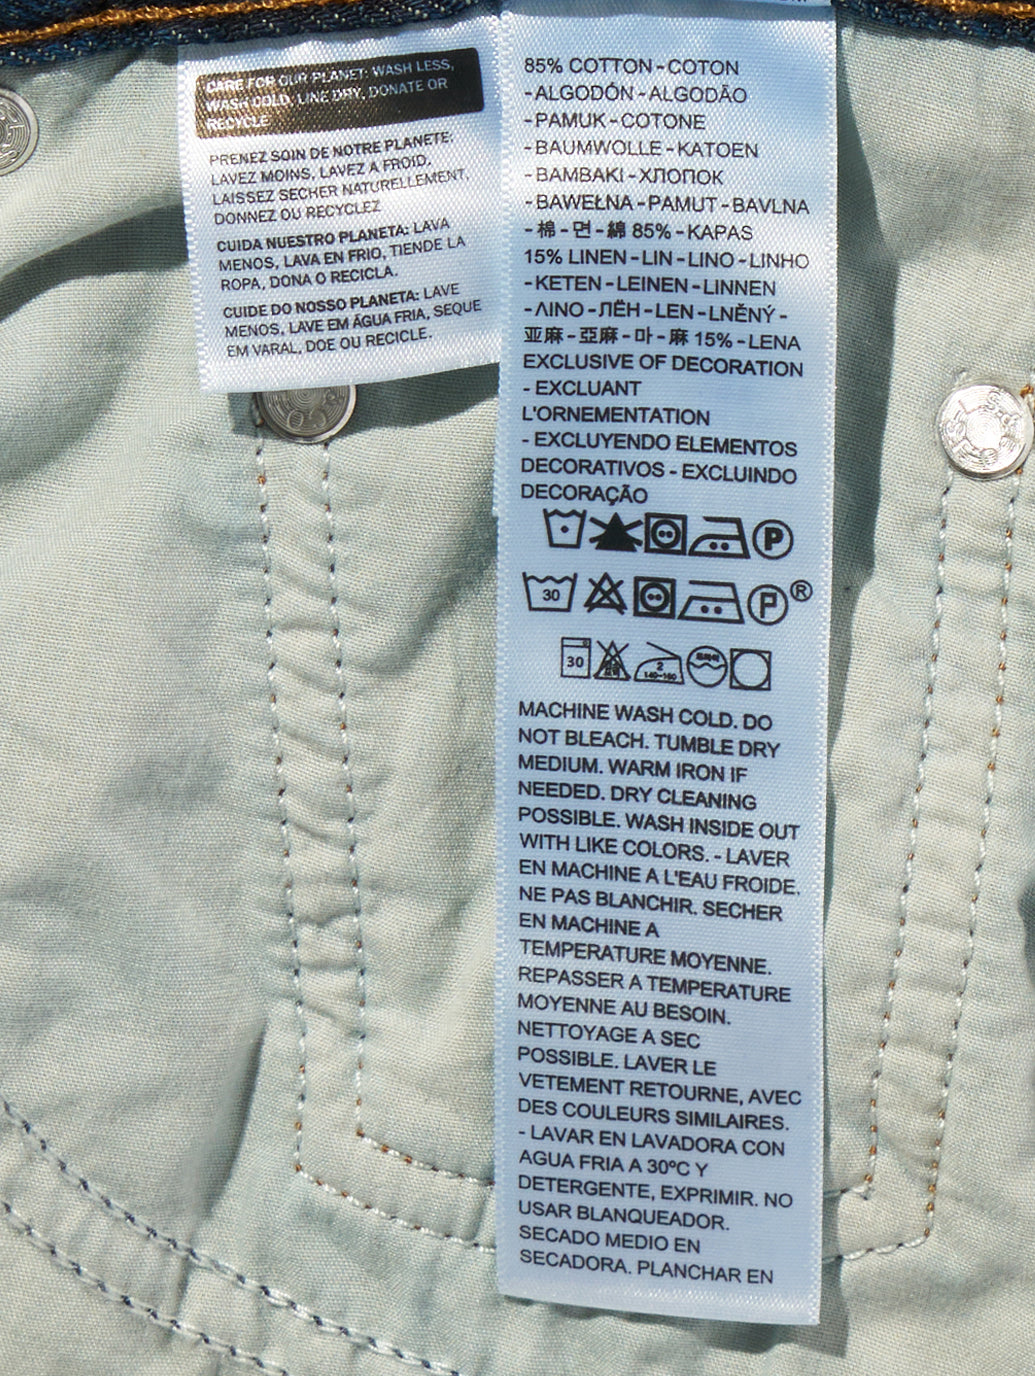 CARE FOR OUR PLANET: WASH LESS,
WASH COLD, LINE DRY, DONATE OR
RECYCLE
PRENEZ SOIN DE NOTRE PLANETE:
LAVEZ MOINS, LAVEZ A FROID,
LAISSEZ SECHER NATURELLEMENT,
DONNEZ OU RECYCLEZ
CUIDA NUESTRO PLANETA: LAVA
MENOS, LAVA EN FRIO, TIENDE LA
ROPA, DONA O RECICLA.
CUIDE DO NOSSO PLANETA: LAVE
MENOS, LAVE EM ÁGUA FRIA, SEQUE
EM VARAL, DOE OU RECICLE.
85% COTTON - COTON
- ALGODÓN - ALGODÃO
- PAMUK - COTONE
- BAUMWOLLE - KATOEN
- BAMBAKI - ХЛОПОК
- BAWEŁNA - PAMUT - BAVLNA
- 棉 - 면 - 綿 85% - KAPAS
15% LINEN - LIN - LINO - LINHO
- KETEN - LEINEN - LINNEN
- ΛΙΝΟ - ЛЁН - LEN - LNĚNÝ -
亚麻 - 亞麻 - 마 - 麻 15% - LENA
EXCLUSIVE OF DECORATION
- EXCLUANT
L'ORNEMENTATION
- EXCLUYENDO ELEMENTOS
DECORATIVOS - EXCLUINDO
DECORAÇÃO
P
30 P ®
30 2 140~160
MACHINE WASH COLD. DO
NOT BLEACH. TUMBLE DRY
MEDIUM. WARM IRON IF
NEEDED. DRY CLEANING
POSSIBLE. WASH INSIDE OUT
WITH LIKE COLORS. - LAVER
EN MACHINE A L'EAU FROIDE.
NE PAS BLANCHIR. SECHER
EN MACHINE A
TEMPERATURE MOYENNE.
REPASSER A TEMPERATURE
MOYENNE AU BESOIN.
NETTOYAGE A SEC
POSSIBLE. LAVER LE
VETEMENT RETOURNE, AVEC
DES COULEURS SIMILAIRES.
- LAVAR EN LAVADORA CON
AGUA FRIA A 30ºC Y
DETERGENTE, EXPRIMIR. NO
USAR BLANQUEADOR.
SECADO MEDIO EN
SECADORA. PLANCHAR EN